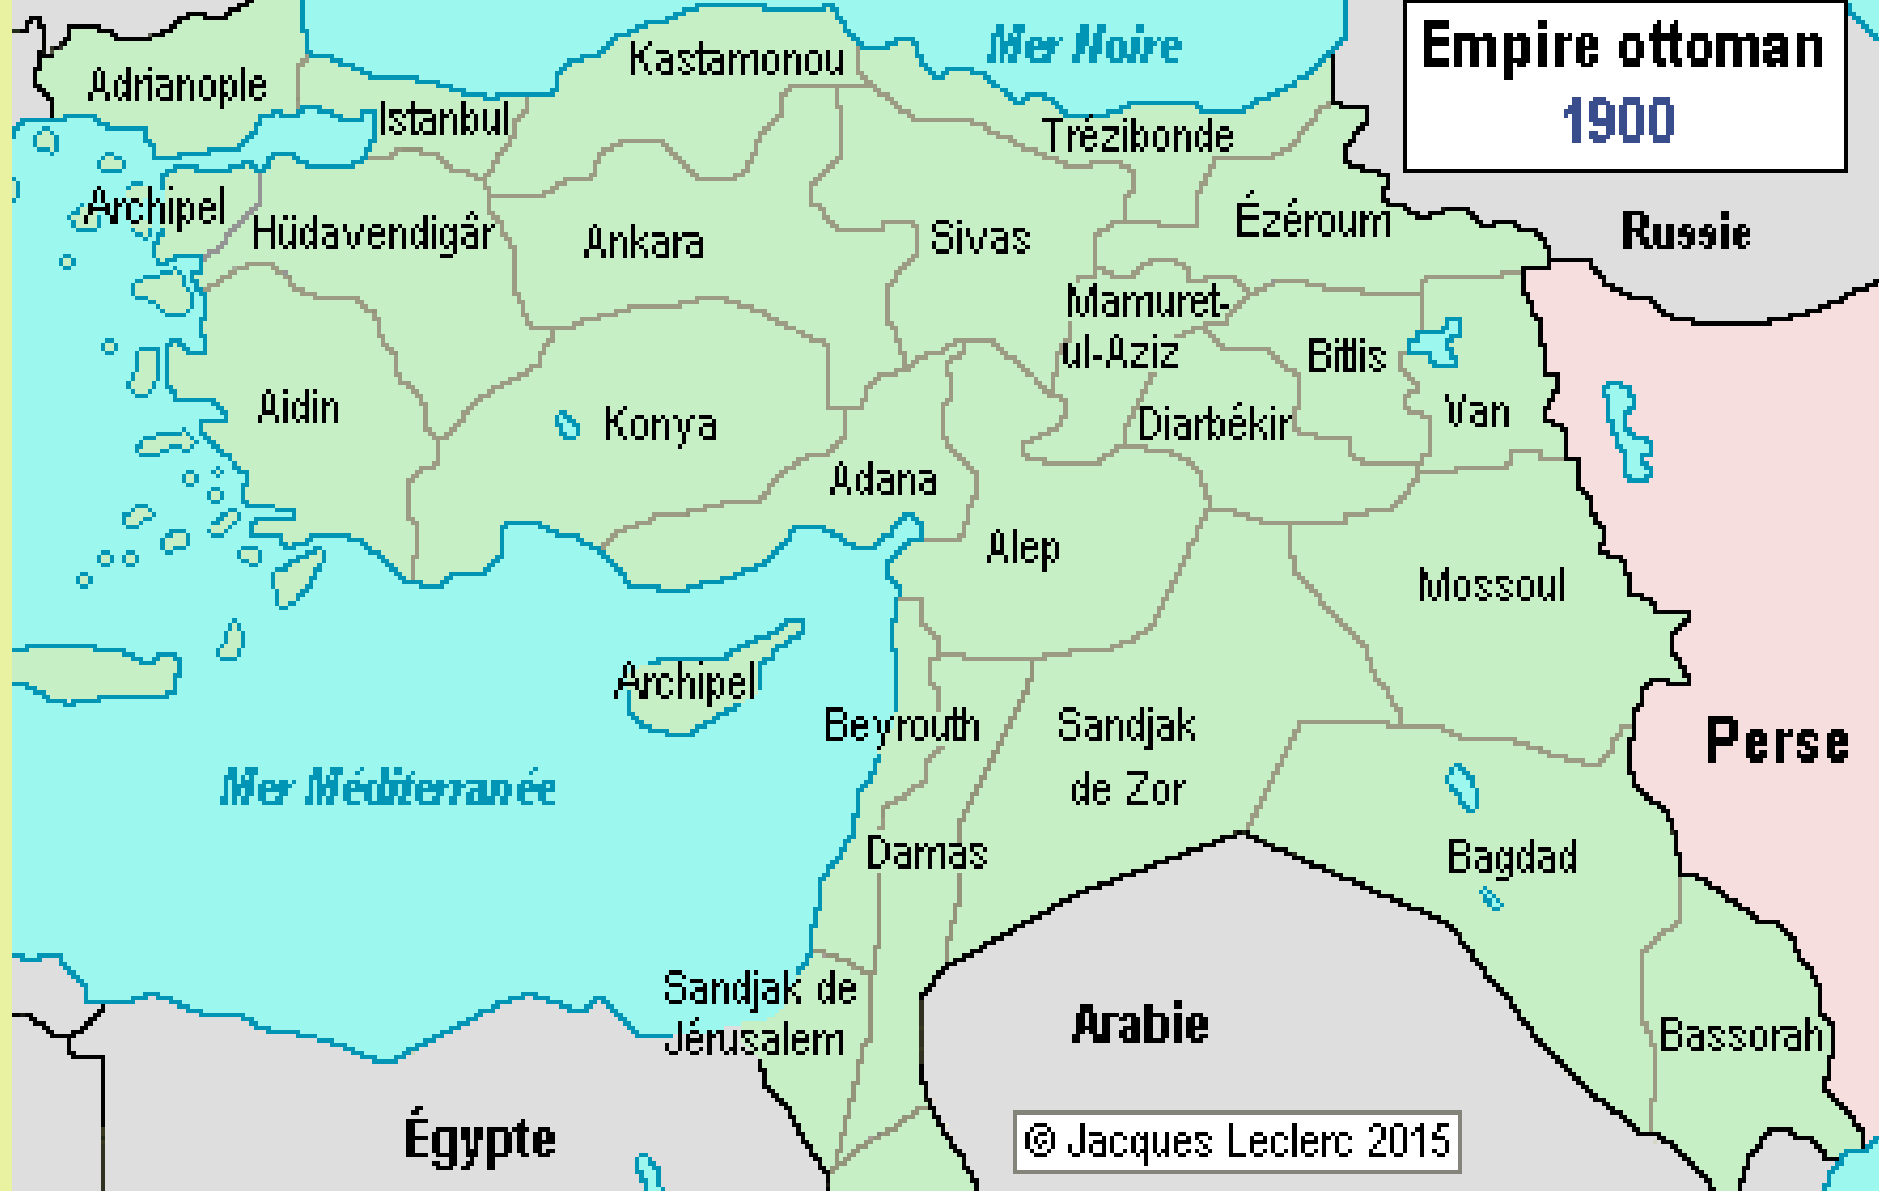 Empire ottoman
1900
Mer Noire
Kastamonou
Adrianople
Istanbul
Trézibonde
Archipel
Hüdavendigâr
Ankara
Sivas
Ézéroum
Russie
Mamuret-
ul-Aziz
Bitlis
Van
Aidin
Konya
Diarbékir
Adana
Alep
Mossoul
Archipel
Beyrouth
Sandjak
de Zor
Perse
Mer Méditerranée
Damas
Bagdad
Sandjak de
Jérusalem
Arabie
Bassorah
Égypte
© Jacques Leclerc 2015